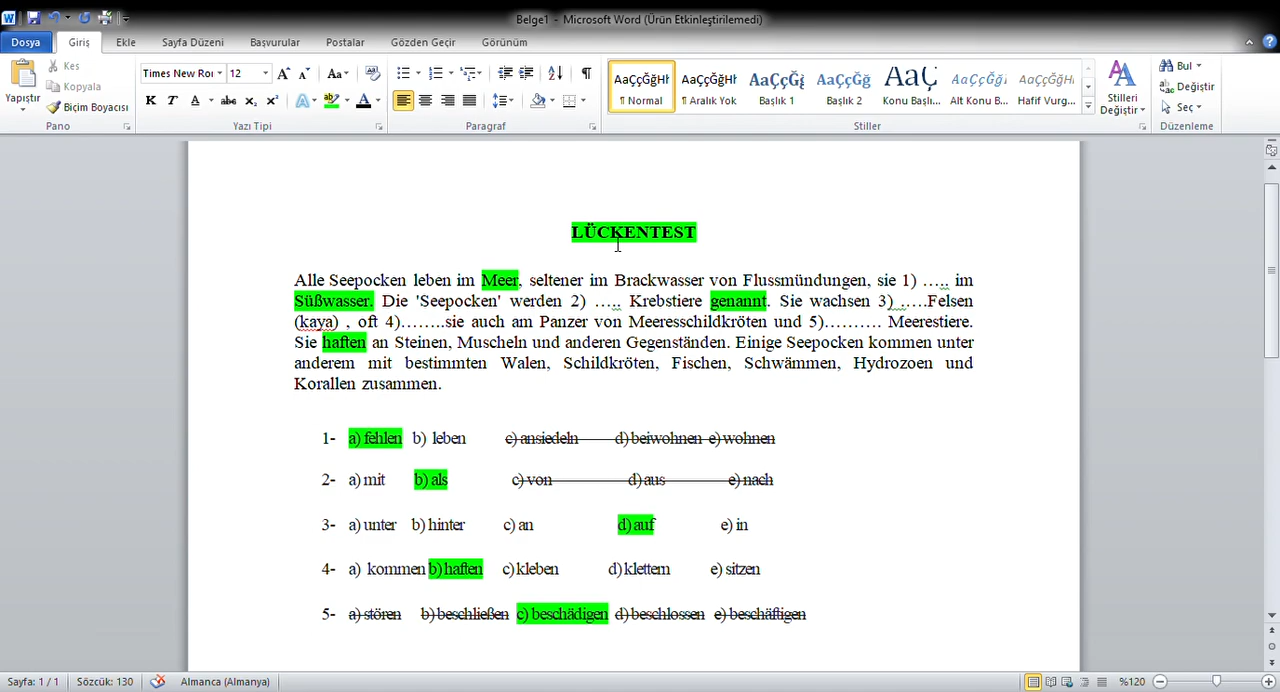 Belge1 - Microsoft Word (Ürün Etkinleştirilemedi)
Dosya Giriş Ekle Sayfa Düzeni Başvurular Postalar Gözden Geçir Görünüm
Yapıştır
Kes
Kopyala
Biçim Boyacısı
Pano
Times New Ror 12
Yazı Tipi
Paragraf
AaÇçĞğHł AaÇçĞğHł AaÇçĞğ AaÇçĞğH AaÇ AaÇçĞği AaÇçĞğHł
¶ Normal ¶ Aralık Yok Başlık 1 Başlık 2 Konu Başlı... Alt Konu B... Hafif Vurg...
Stilleri Değiştir
Stiller
Bul
Değiştir
Seç
Düzenleme
LÜCKENTEST
Alle Seepocken leben im Meer, seltener im Brackwasser von Flussmündungen, sie 1) ….. im
Süßwasser. Die 'Seepocken' werden 2) ….. Krebstiere genannt. Sie wachsen 3) …..Felsen
(kaya) , oft 4)……..sie auch am Panzer von Meeresschildkröten und 5)………. Meerestiere.
Sie haften an Steinen, Muscheln und anderen Gegenständen. Einige Seepocken kommen unter
anderem mit bestimmten Walen, Schildkröten, Fischen, Schwämmen, Hydrozoen und
Korallen zusammen.
1- a) fehlen b) leben c) ansiedeln d) beiwohnen e) wohnen
2- a) mit b) als c) von d) aus e) nach
3- a) unter b) hinter c) an d) auf e) in
4- a) kommen b) haften c) kleben d) klettern e) sitzen
5- a) stören b) beschließen c) beschädigen d) beschlossen e) beschäftigen
Sayfa: 1 / 1 Sözcük: 130 Almanca (Almanya) %120